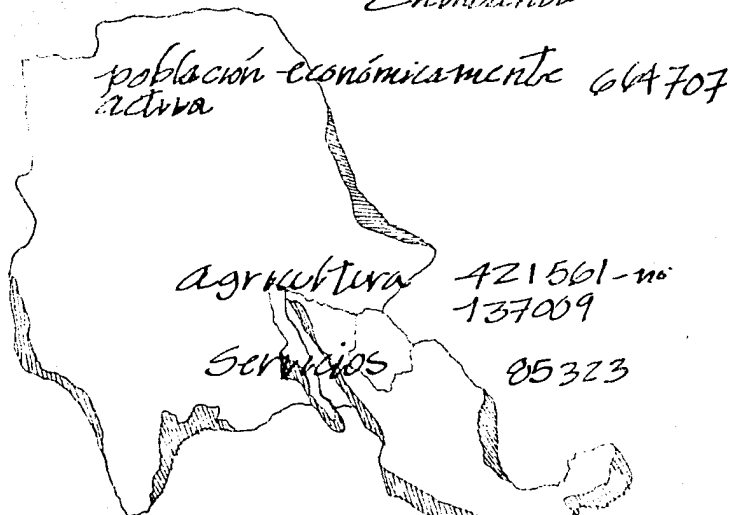 población económicamente 664707
activa
agricultura 421561-no
137009
Servicios 85323